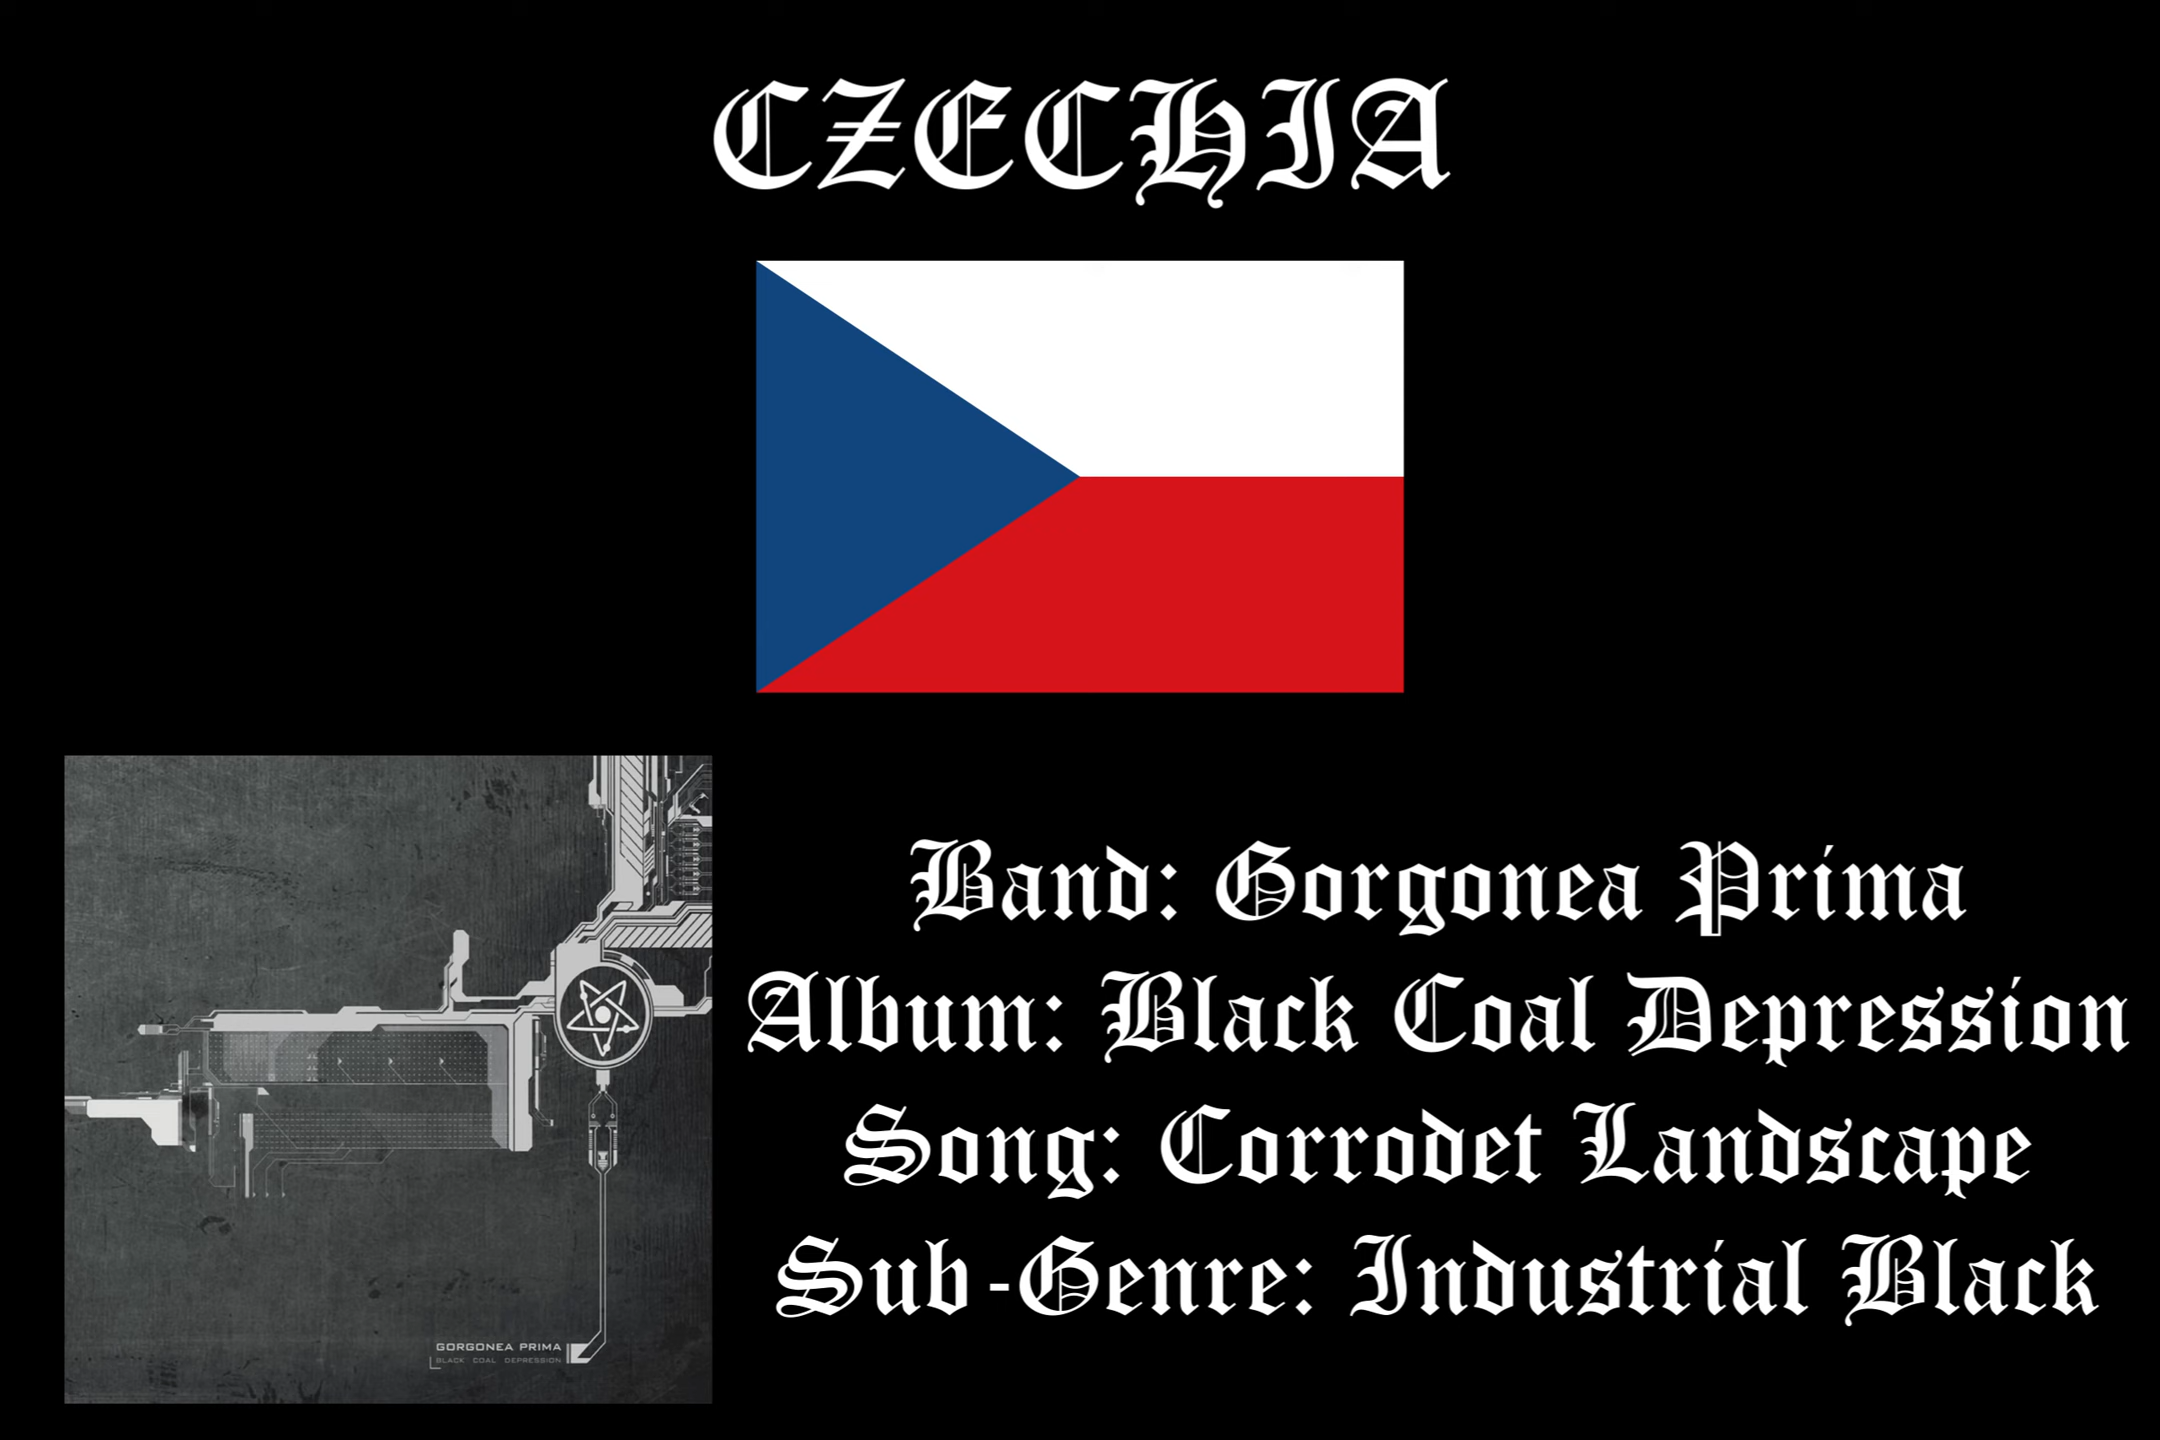 CZECHIA
Band: Gorgonea Prima
Album: Black Coal Depression
Song: Corrodet Landscape
Sub-Genre: Industrial Black
GORGONEA PRIMA
BLACK COAL DEPRESSION